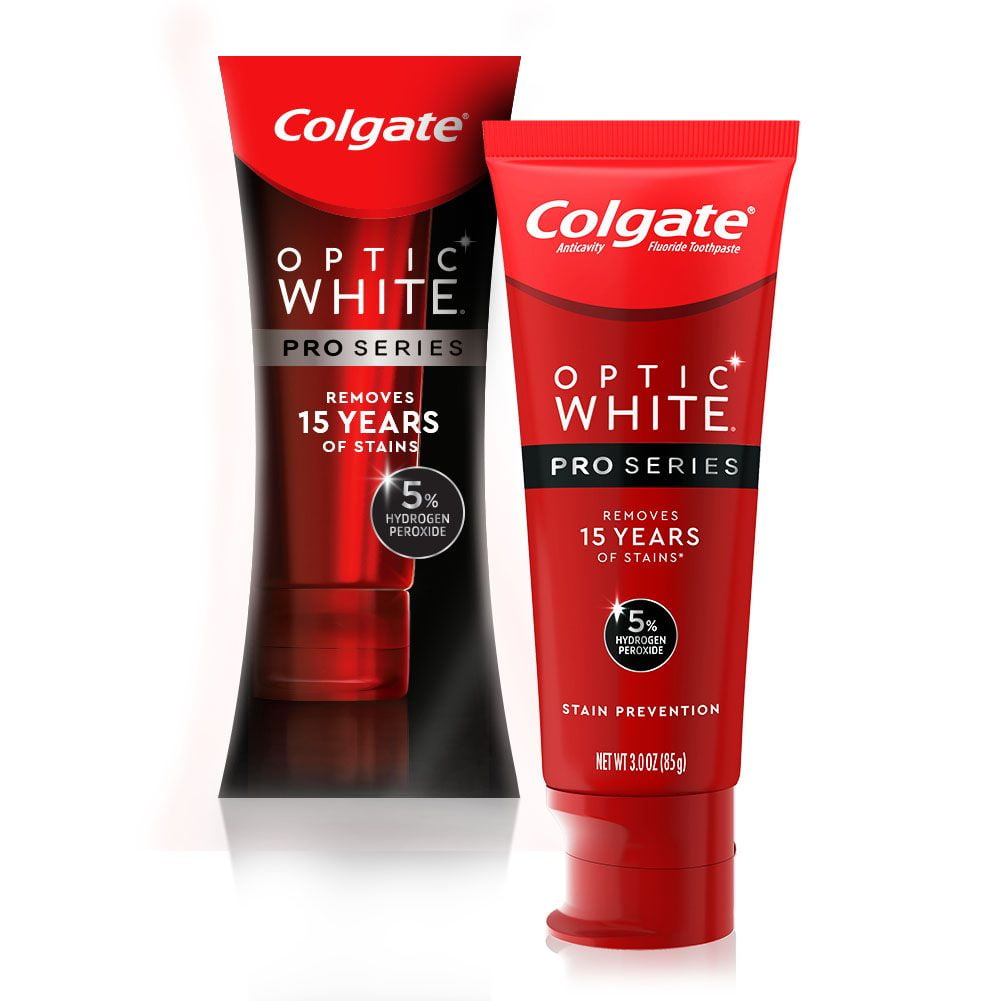 Colgate®
OPTIC
WHITE®
PRO SERIES
REMOVES
15 YEARS
OF STAINS
5%
HYDROGEN
PEROXIDE
Colgate®
Anticavity Fluoride Toothpaste
OPTIC
WHITE®
PRO SERIES
REMOVES
15 YEARS
OF STAINS*
5%
HYDROGEN
PEROXIDE
STAIN PREVENTION
NET WT 3.0 OZ (85g)